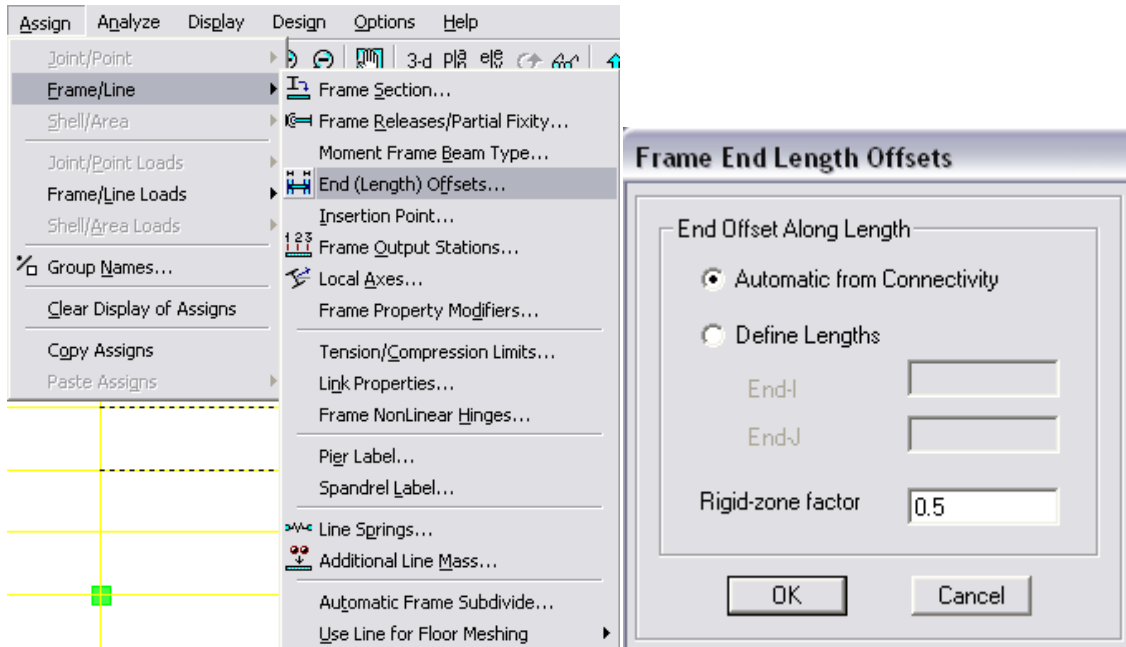 Assign Analyze Display Design Options Help
Joint/Point
Frame/Line
Shell/Area
Joint/Point Loads
Frame/Line Loads
Shell/Area Loads
Group Names...
Clear Display of Assigns
Copy Assigns
Paste Assigns
3-d
Frame Section...
Frame Releases/Partial Fixity...
Moment Frame Beam Type...
End (Length) Offsets...
Insertion Point...
1 2 3
Frame Output Stations...
Local Axes...
Frame Property Modifiers...
Tension/Compression Limits...
Link Properties...
Frame NonLinear Hinges...
Pier Label...
Spandrel Label...
Line Springs...
Additional Line Mass...
Automatic Frame Subdivide...
Use Line for Floor Meshing
Frame End Length Offsets
End Offset Along Length
Automatic from Connectivity
Define Lengths
End-I
End-J
Rigid-zone factor 0.5
OK Cancel